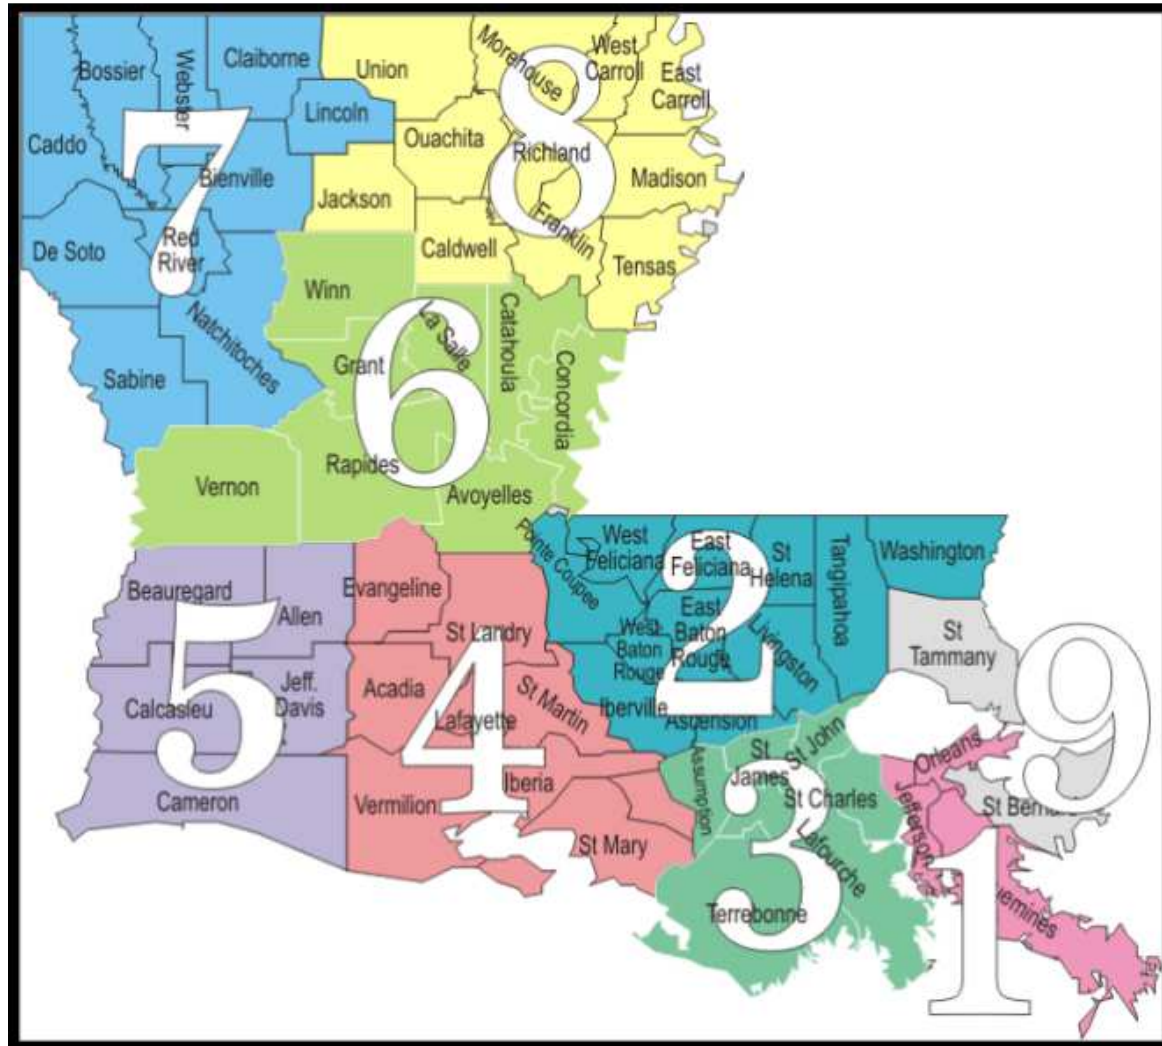 Bossier
Webster
Claiborne
Union
Morehouse
West
Carroll
East
Carroll
Caddo
Lincoln
Ouachita
Richland
Madison
7
8
Bienville
Jackson
Franklin
De Soto
Red
River
Caldwell
Tensas
Winn
Natchitoches
La Salle
Catahoula
Concordia
Sabine
Grant
6
Vernon
Rapides
Avoyelles
Pointe Coupee
West
Feliciana
East
Feliciana
St
Helena
Tangipahoa
Washington
Beauregard
Allen
Evangeline
2
5
St Landry
West
Baton
Rouge
East
Baton
Rouge
Livingston
St
Tammany
9
Calcasieu
Jeff.
Davis
Acadia
4
Lafayette
St Martin
Iberville
Ascension
Cameron
Vermilion
Iberia
Assumption
St
James
St John
St Charles
Orleans
Jefferson
St Mary
3
Lafourche
Terrebonne
1